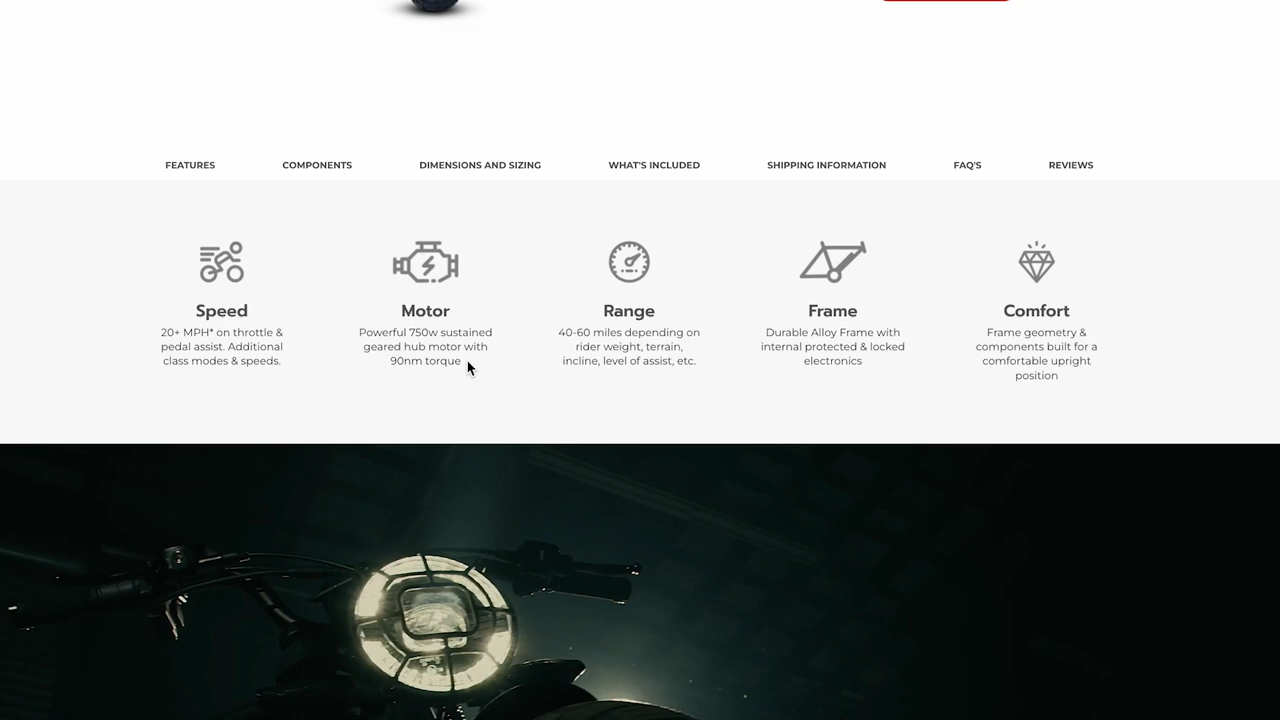 FEATURES COMPONENTS DIMENSIONS AND SIZING WHAT'S INCLUDED SHIPPING INFORMATION FAQ'S REVIEWS
Speed
20+ MPH* on throttle &
pedal assist. Additional
class modes & speeds.
Motor
Powerful 750w sustained
geared hub motor with
90nm torque
Range
40-60 miles depending on
rider weight, terrain,
incline, level of assist, etc.
Frame
Durable Alloy Frame with
internal protected & locked
electronics
Comfort
Frame geometry &
components built for a
comfortable upright
position